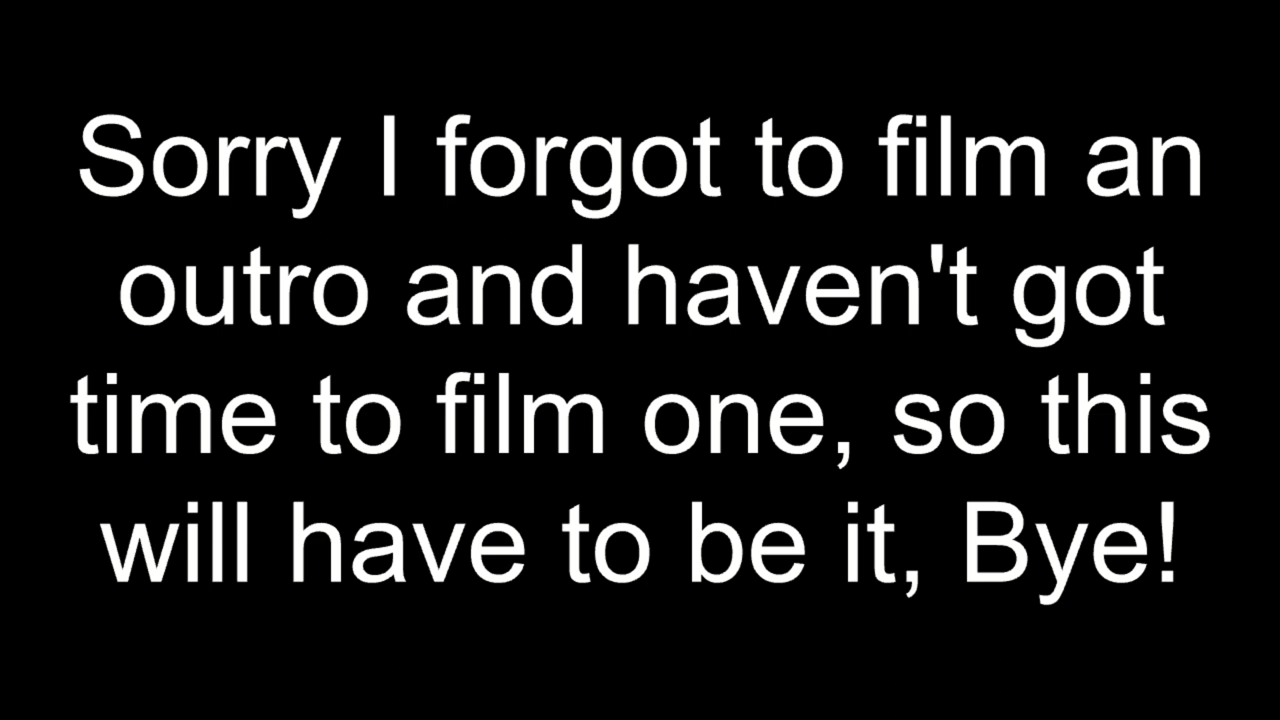 Sorry I forgot to film an
outro and haven't got
time to film one, so this
will have to be it, Bye!